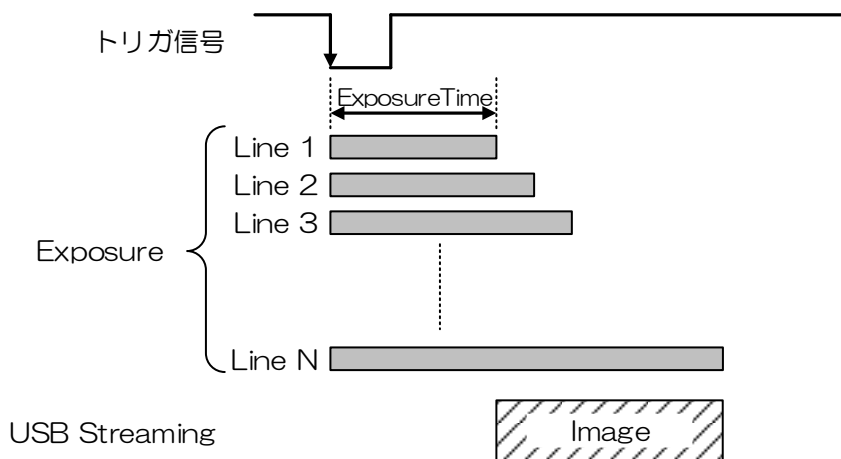 トリガ信号
ExposureTime
Line 1
Line 2
Line 3
Exposure
Line N
USB Streaming
Image